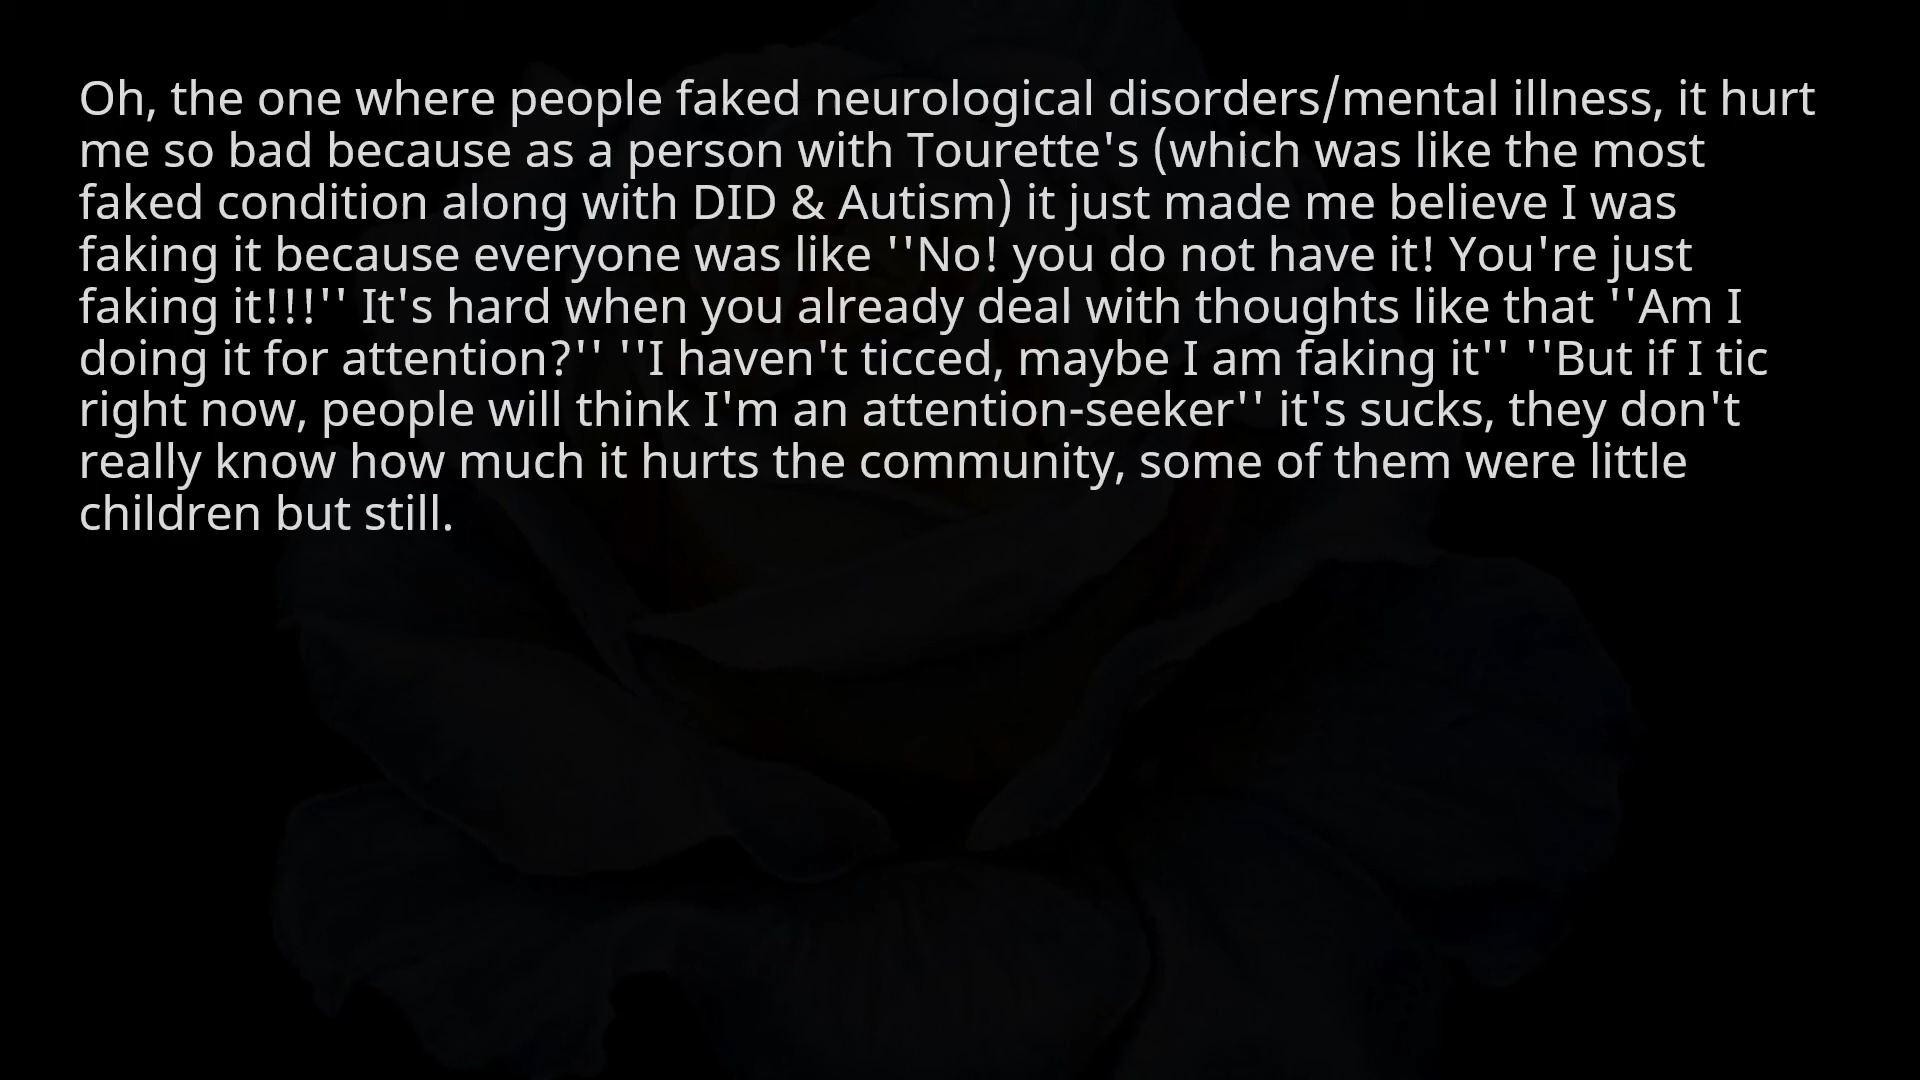 Oh, the one where people faked neurological disorders/mental illness, it hurt
me so bad because as a person with Tourette's (which was like the most
faked condition along with DID & Autism) it just made me believe I was
faking it because everyone was like ''No! you do not have it! You're just
faking it!!!'' It's hard when you already deal with thoughts like that ''Am I
doing it for attention?'' ''I haven't ticced, maybe I am faking it'' ''But if I tic
right now, people will think I'm an attention-seeker'' it's sucks, they don't
really know how much it hurts the community, some of them were little
children but still.